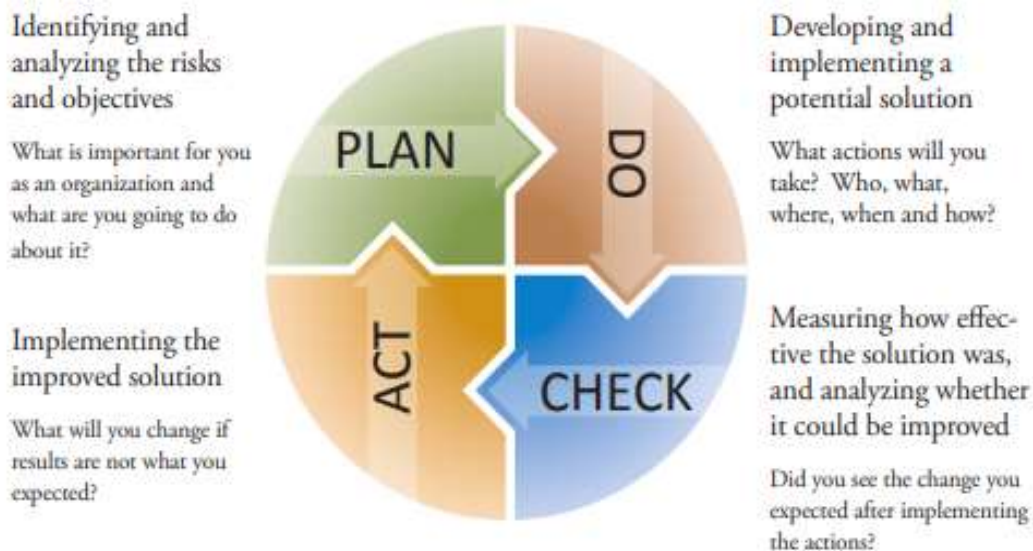 Identifying and
analyzing the risks
and objectives
What is important for you
as an organization and
what are you going to do
about it?
PLAN
DO
Developing and
implementing a
potential solution
What actions will you
take? Who, what,
where, when and how?
Implementing the
improved solution
What will you change if
results are not what you
expected?
ACT
CHECK
Measuring how effec-
tive the solution was,
and analyzing whether
it could be improved
Did you see the change you
expected after implementing
the actions?